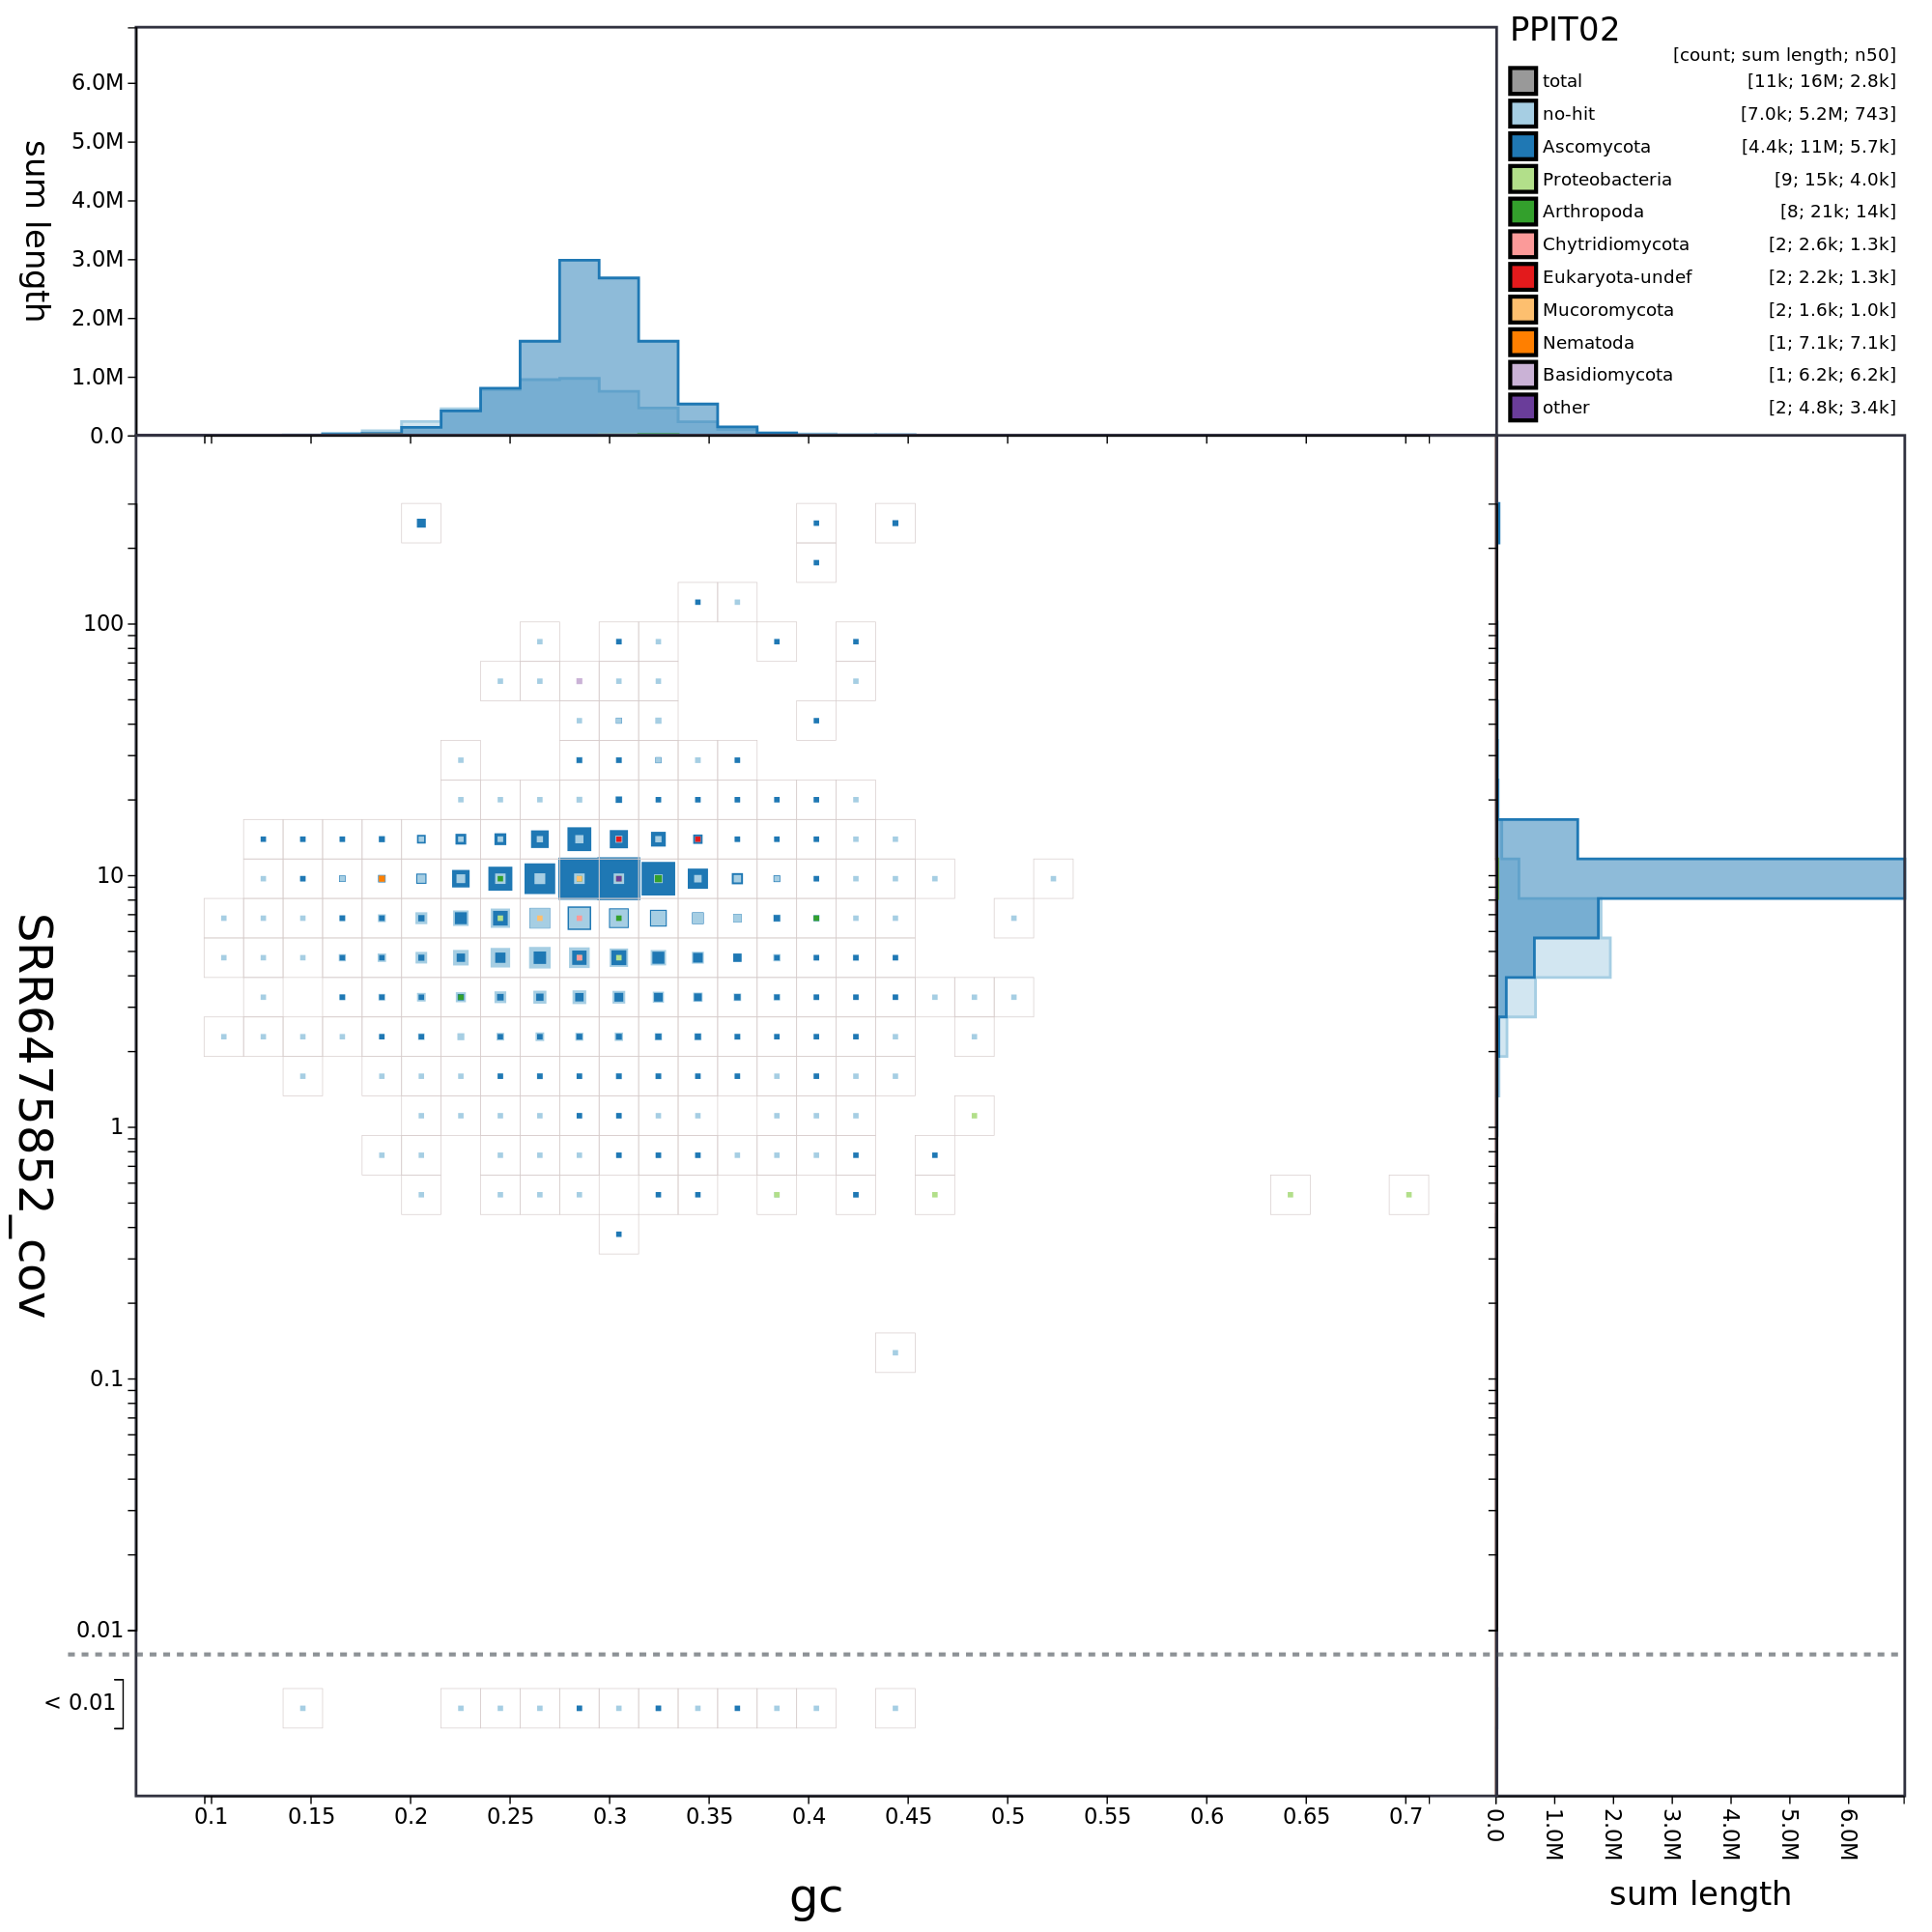 PPIT02
[count; sum length; n50]
total [11k; 16M; 2.8k]
no-hit [7.0k; 5.2M; 743]
Ascomycota [4.4k; 11M; 5.7k]
Proteobacteria [9; 15k; 4.0k]
Arthropoda [8; 21k; 14k]
Chytridiomycota [2; 2.6k; 1.3k]
Eukaryota-undef [2; 2.2k; 1.3k]
Mucoromycota [2; 1.6k; 1.0k]
Nematoda [1; 7.1k; 7.1k]
Basidiomycota [1; 6.2k; 6.2k]
other [2; 4.8k; 3.4k]
sum length
6.0M
5.0M
4.0M
3.0M
2.0M
1.0M
0.0
SRR6475852_cov
100
10
1
0.1
0.01
< 0.01
0.1 0.15 0.2 0.25 0.3 0.35 0.4 0.45 0.5 0.55 0.6 0.65 0.7
gc
0.0 1.0M 2.0M 3.0M 4.0M 5.0M 6.0M
sum length